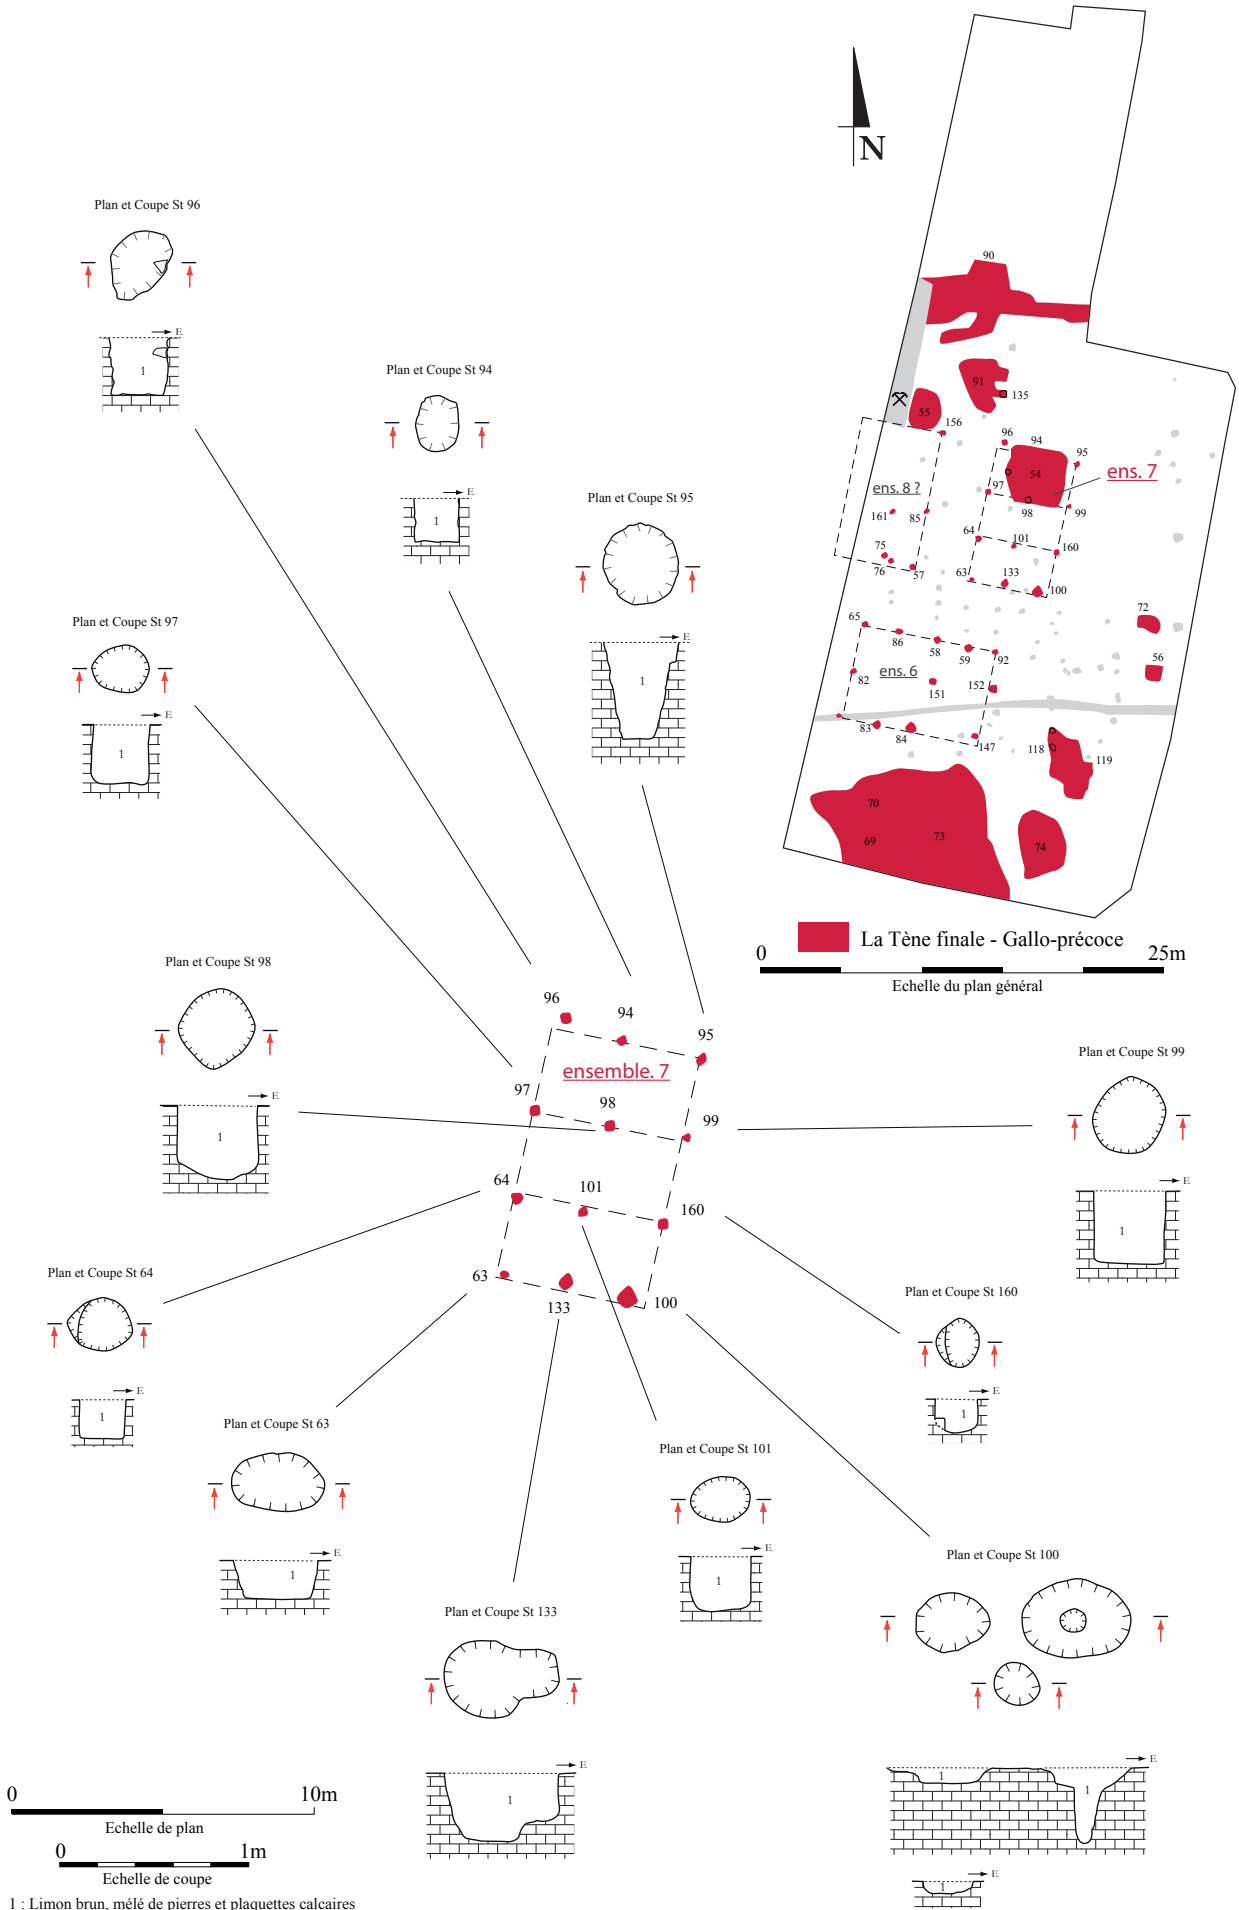 N
90
91
135
55
156
96
94
95
54
ens. 7
ens. 8 ?
97
98
99
161
85
64
101
160
75
76
57
63
133
100
65
86
58
59
92
72
56
82
ens. 6
151
152
83
84
147
118
119
70
69
73
74
La Tène finale - Gallo-précoce
0
25m
Echelle du plan général
Plan et Coupe St 96
E
1
Plan et Coupe St 94
E
1
Plan et Coupe St 95
E
1
Plan et Coupe St 97
E
1
Plan et Coupe St 98
E
1
Plan et Coupe St 99
E
1
96
94
95
ensemble. 7
97
98
99
64
101
160
63
133
100
Plan et Coupe St 64
E
1
Plan et Coupe St 160
E
1
Plan et Coupe St 63
E
1
Plan et Coupe St 101
E
1
Plan et Coupe St 133
E
1
Plan et Coupe St 100
E
1
1
E
1
0
10m
Echelle de plan
0
1m
Echelle de coupe
1 : Limon brun, mélé de pierres et plaquettes calcaires